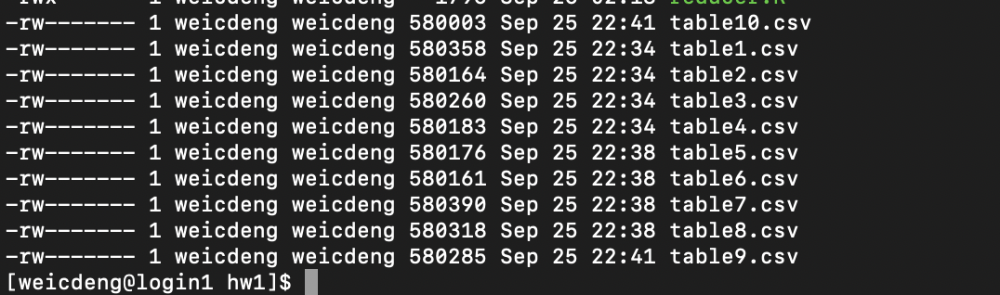 -rw------- 1 weicdeng weicdeng 580003 Sep 25 22:41 table10.csv
-rw------- 1 weicdeng weicdeng 580358 Sep 25 22:34 table1.csv
-rw------- 1 weicdeng weicdeng 580164 Sep 25 22:34 table2.csv
-rw------- 1 weicdeng weicdeng 580260 Sep 25 22:34 table3.csv
-rw------- 1 weicdeng weicdeng 580183 Sep 25 22:34 table4.csv
-rw------- 1 weicdeng weicdeng 580176 Sep 25 22:38 table5.csv
-rw------- 1 weicdeng weicdeng 580161 Sep 25 22:38 table6.csv
-rw------- 1 weicdeng weicdeng 580390 Sep 25 22:38 table7.csv
-rw------- 1 weicdeng weicdeng 580318 Sep 25 22:38 table8.csv
-rw------- 1 weicdeng weicdeng 580285 Sep 25 22:41 table9.csv
[weicdeng@login1 hw1]$